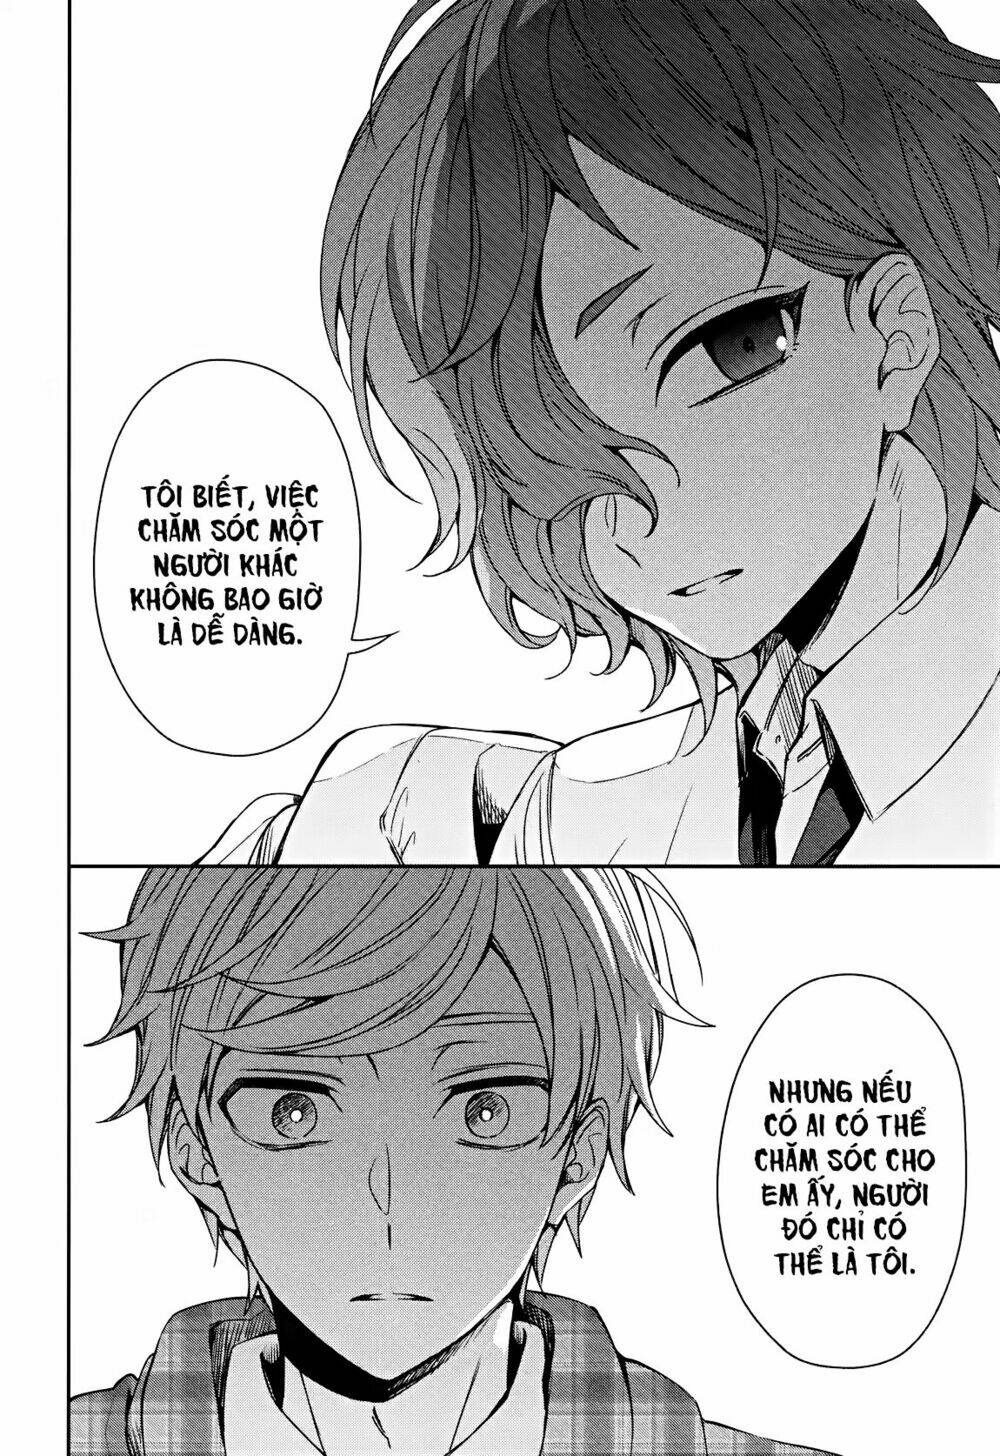 TÔI BIẾT, VIỆC
CHĂM SÓC MỘT
NGƯỜI KHÁC
KHÔNG BAO GIỜ
LÀ DỄ DÀNG.
NHƯNG NẾU
CÓ AI CÓ THỂ
CHĂM SÓC CHO
EM ẤY, NGƯỜI
ĐÓ CHỈ CÓ
THỂ LÀ TÔI.